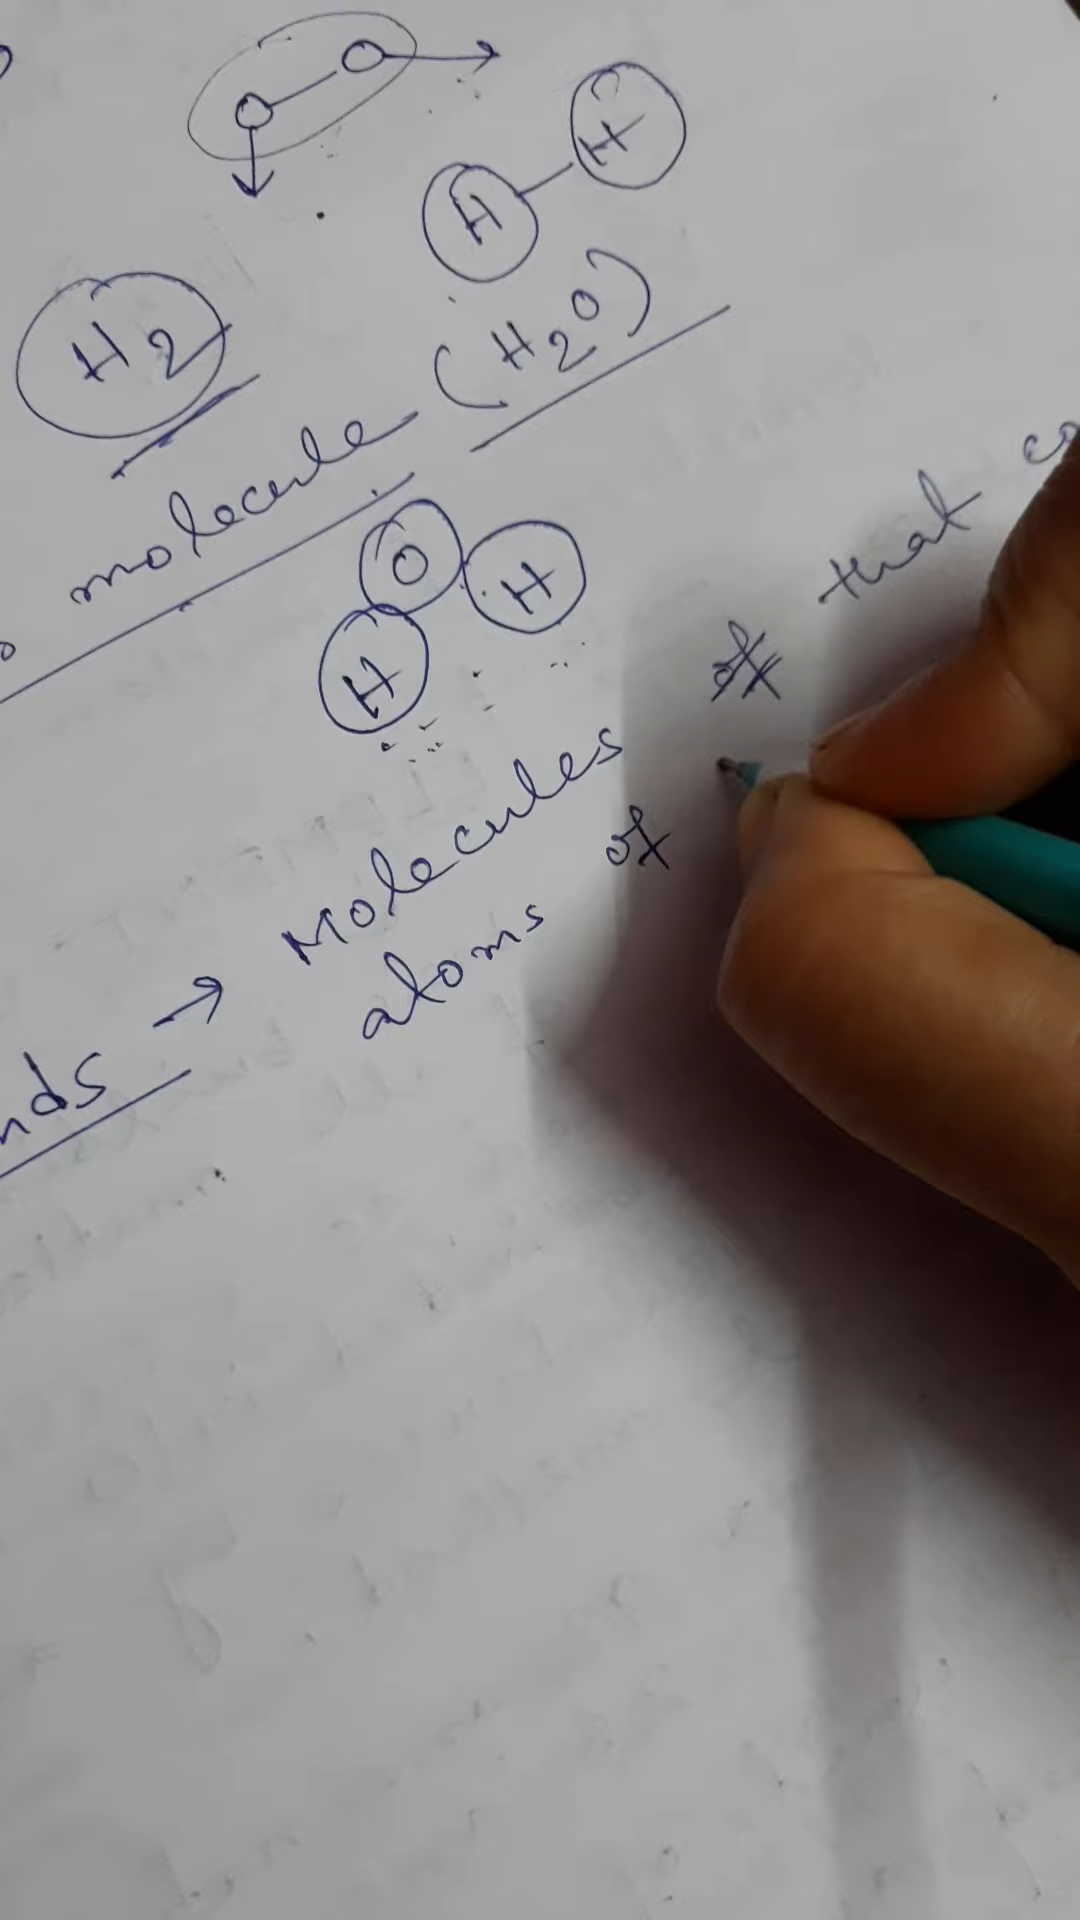 H
H
H2
molecule (H2O)
O
H
H
nds → Molecules that
atoms of